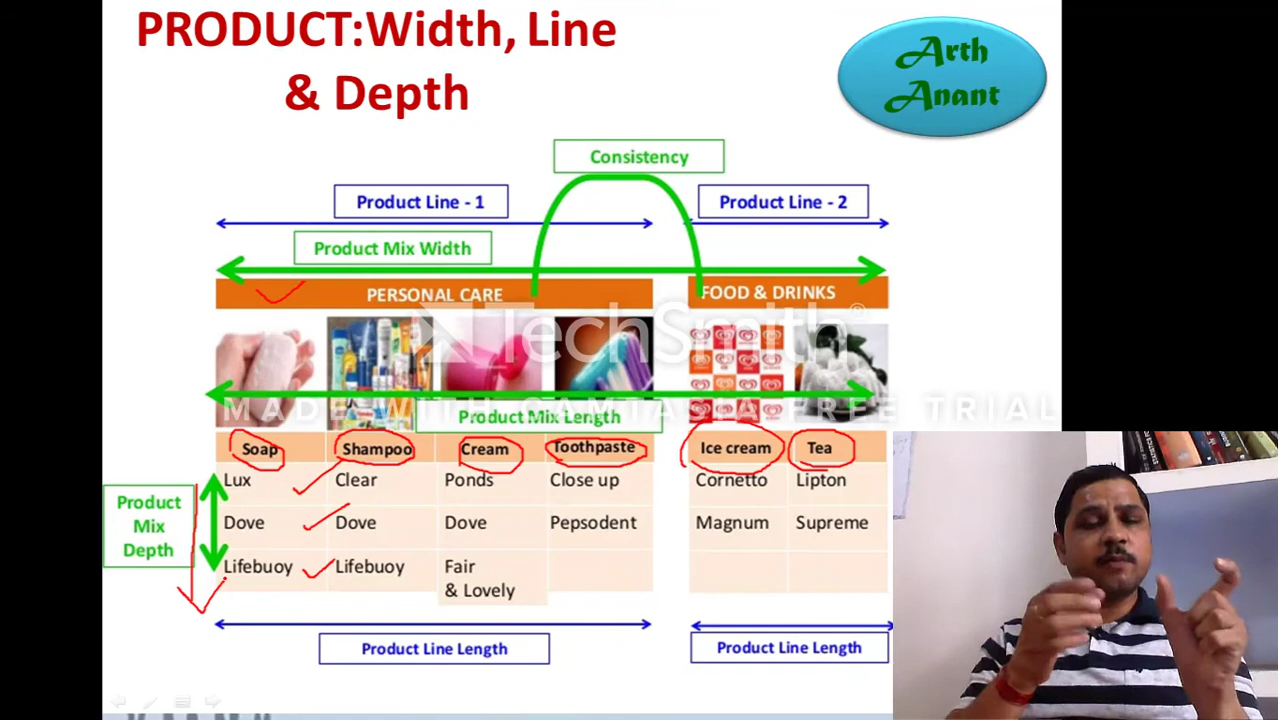 PRODUCT:Width, Line
& Depth
Arth
Anant
Consistency
Product Line - 1
Product Line - 2
Product Mix Width
PERSONAL CARE
FOOD & DRINKS
TechSmith®
MADE WITH CAMTASIA FREE TRIAL
Product Mix Length
Soap Shampoo Cream Toothpaste Ice cream Tea
Lux Clear Ponds Close up Cornetto Lipton
Product
Mix
Depth
Dove Dove Dove Pepsodent Magnum Supreme
Lifebuoy Lifebuoy Fair
& Lovely
Product Line Length
Product Line Length